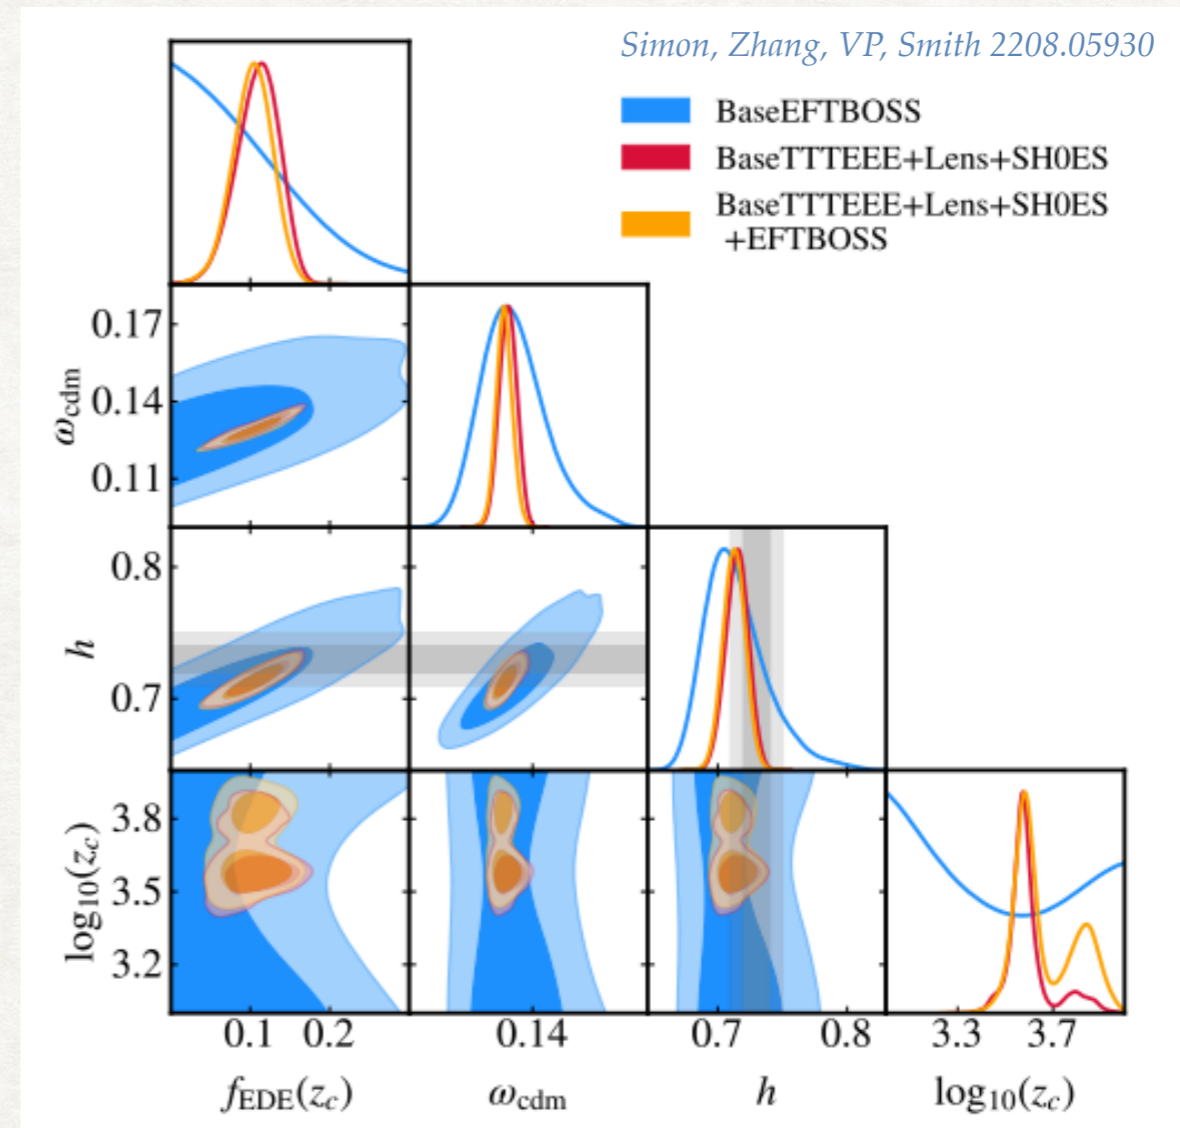 Simon, Zhang, VP, Smith 2208.05930
BaseEFTBOSS
BaseTTTEEE+Lens+SH0ES
BaseTTTEEE+Lens+SH0ES
+EFTBOSS
0.17
0.14
0.11
ω_cdm
0.8
0.7
h
3.8
3.5
3.2
log₁₀(z_c)
0.1 0.2
0.14
0.7 0.8
3.3 3.7
f_EDE(z_c)
ω_cdm
h
log₁₀(z_c)